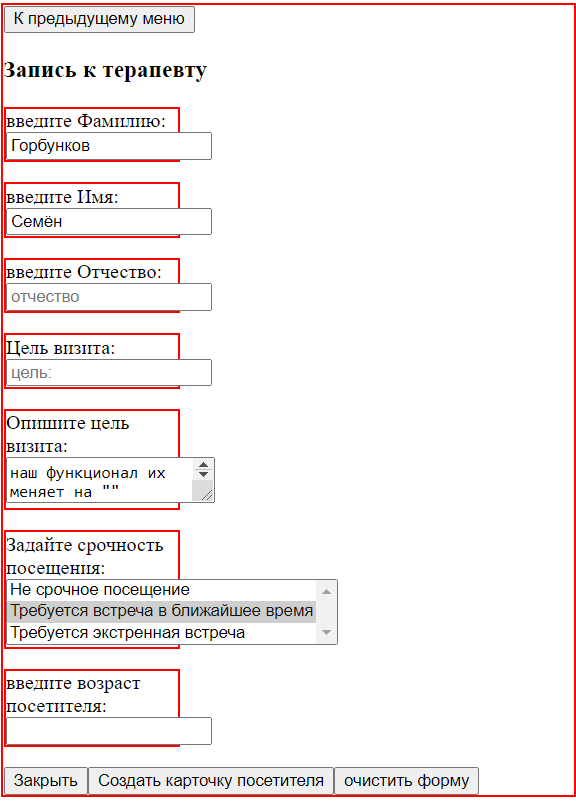 К предыдущему меню
Запись к терапевту
введите Фамилию:
Горбунков
введите Имя:
Семён
введите Отчество:
отчество
Цель визита:
цель:
Опишите цель
визита:
наш функционал их
меняет на ""
Задайте срочность
посещения:
Не срочное посещение
Требуется встреча в ближайшее время
Требуется экстренная встреча
введите возраст
посетителя:
Закрыть Создать карточку посетителя очистить форму